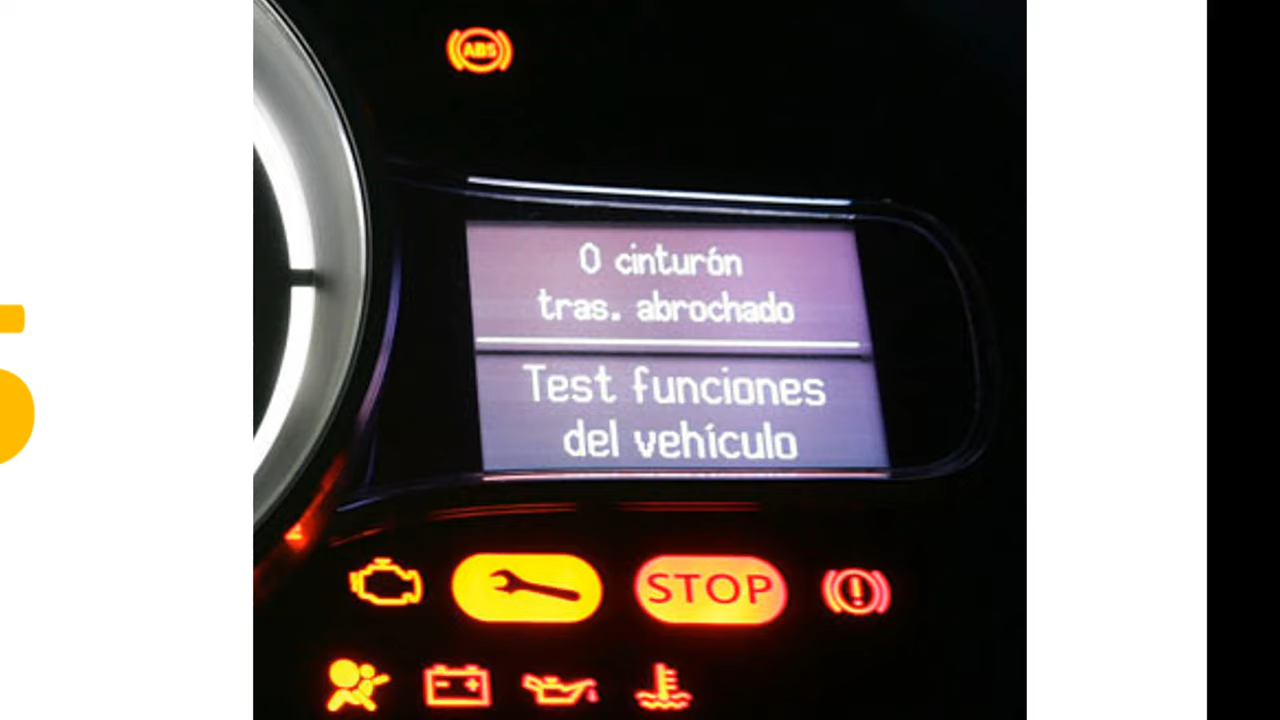 ABS
0 cinturón
tras. abrochado
Test funciones
del vehículo
STOP